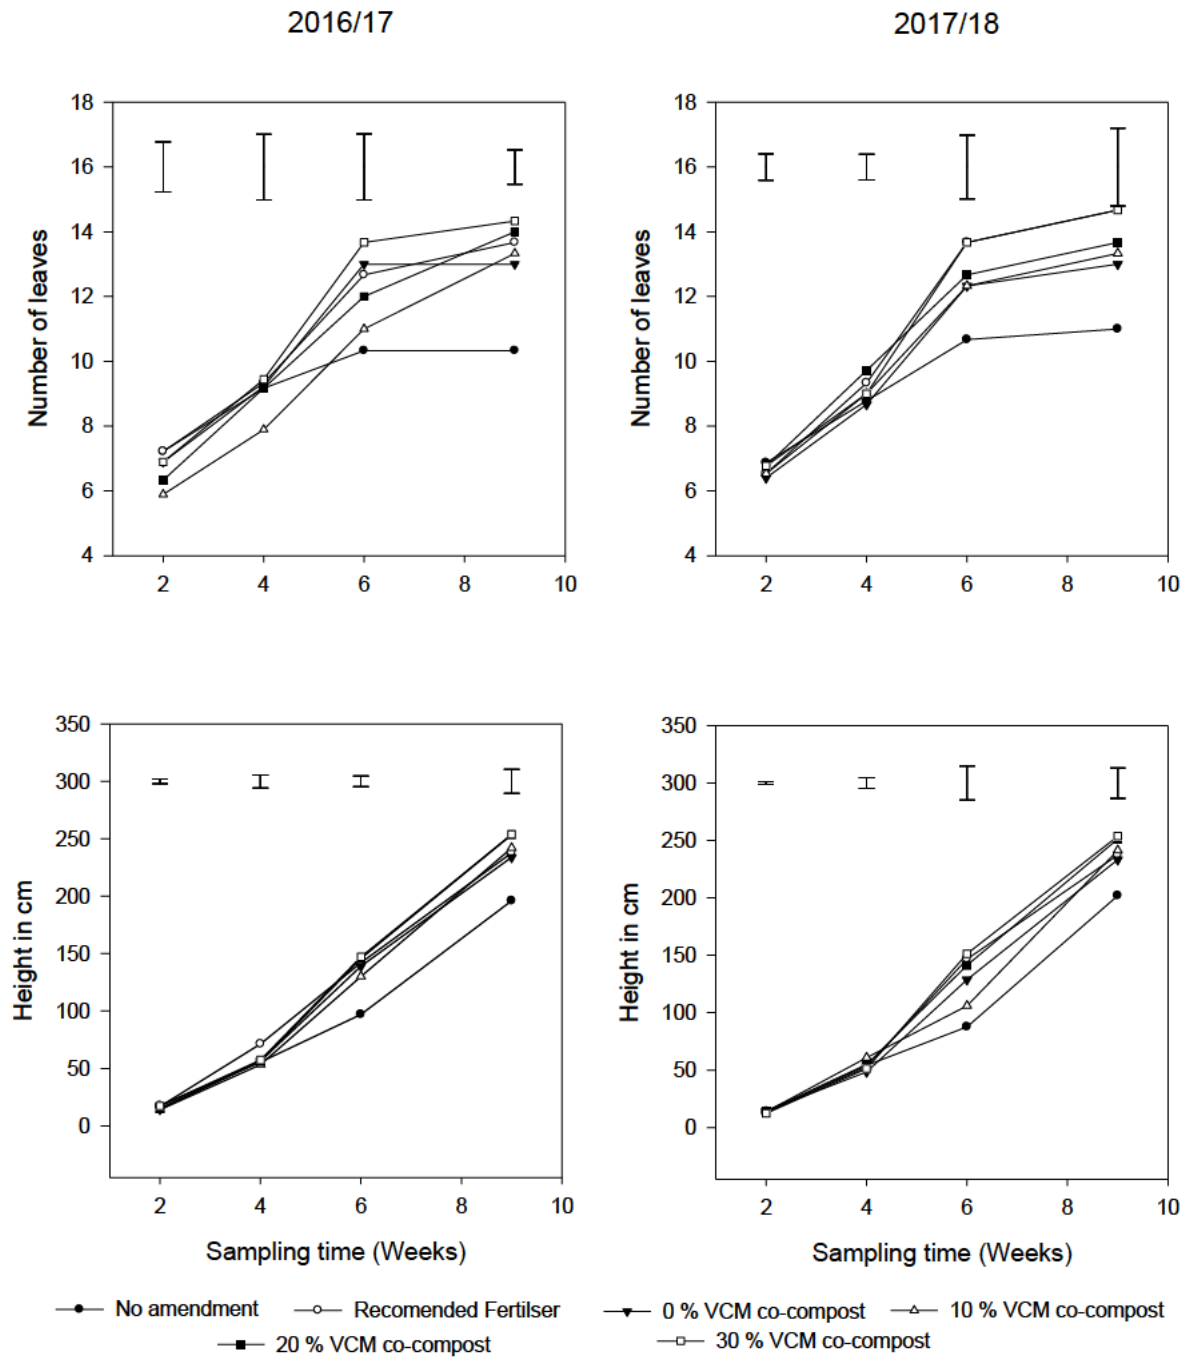 2016/17
2017/18
18
16
14
12
10
8
6
4
Number of leaves
2 4 6 8 10
18
16
14
12
10
8
6
4
Number of leaves
2 4 6 8 10
350
300
250
200
150
100
50
0
Height in cm
2 4 6 8 10
Sampling time (Weeks)
350
300
250
200
150
100
50
0
Height in cm
2 4 6 8 10
Sampling time (Weeks)
No amendment Recomended Fertilser 0 % VCM co-compost 10 % VCM co-compost
20 % VCM co-compost 30 % VCM co-compost